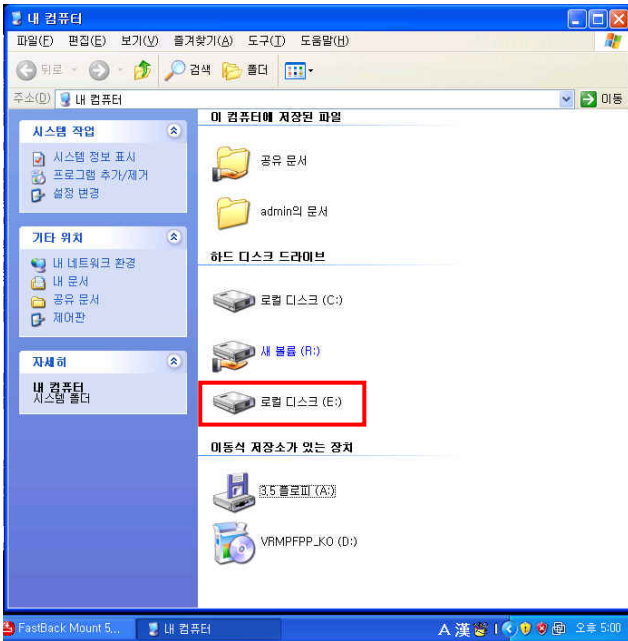 내 컴퓨터
파일(F) 편집(E) 보기(V) 즐겨찾기(A) 도구(T) 도움말(H)
뒤로 검색 폴더
주소(D) 내 컴퓨터 이동
시스템 작업
시스템 정보 표시
프로그램 추가/제거
설정 변경
기타 위치
내 네트워크 환경
내 문서
공유 문서
제어판
자세히
내 컴퓨터
시스템 폴더
이 컴퓨터에 저장된 파일
공유 문서
admin의 문서
하드 디스크 드라이브
로컬 디스크 (C:)
새 볼륨 (R:)
로컬 디스크 (E:)
이동식 저장소가 있는 장치
3.5 플로피 (A:)
VRMPFPP_KO (D:)
FastBack Mount 5... 내 컴퓨터 A 漢 오후 5:00